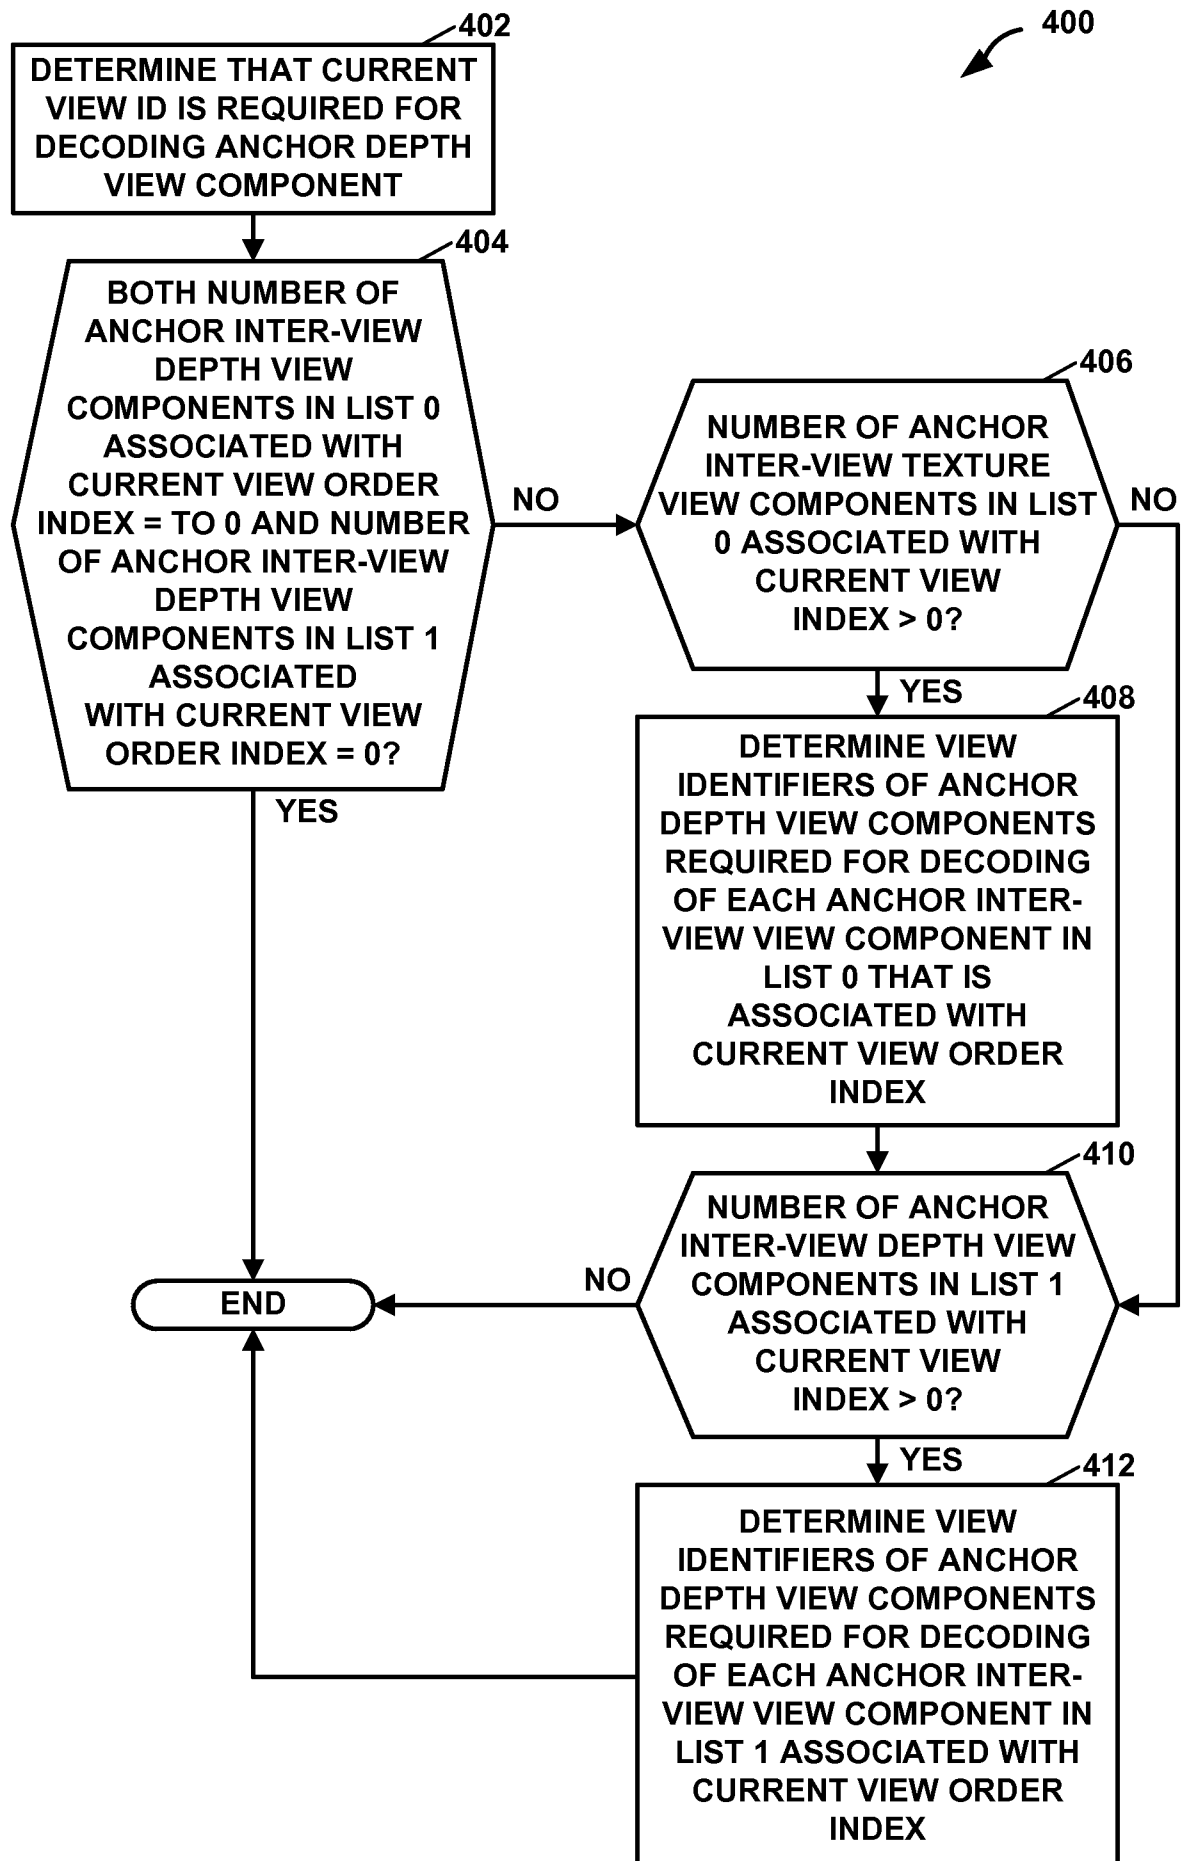 400
402
DETERMINE THAT CURRENT
VIEW ID IS REQUIRED FOR
DECODING ANCHOR DEPTH
VIEW COMPONENT
404
BOTH NUMBER OF
ANCHOR INTER-VIEW
DEPTH VIEW
COMPONENTS IN LIST 0
ASSOCIATED WITH
CURRENT VIEW ORDER
INDEX = TO 0 AND NUMBER
OF ANCHOR INTER-VIEW
DEPTH VIEW
COMPONENTS IN LIST 1
ASSOCIATED
WITH CURRENT VIEW
ORDER INDEX = 0?
NO
YES
406
NUMBER OF ANCHOR
INTER-VIEW TEXTURE
VIEW COMPONENTS IN LIST
0 ASSOCIATED WITH
CURRENT VIEW
INDEX > 0?
NO
YES
408
DETERMINE VIEW
IDENTIFIERS OF ANCHOR
DEPTH VIEW COMPONENTS
REQUIRED FOR DECODING
OF EACH ANCHOR INTER-
VIEW VIEW COMPONENT IN
LIST 0 THAT IS
ASSOCIATED WITH
CURRENT VIEW ORDER
INDEX
410
NUMBER OF ANCHOR
INTER-VIEW DEPTH VIEW
COMPONENTS IN LIST 1
ASSOCIATED WITH
CURRENT VIEW
INDEX > 0?
NO
END
YES
412
DETERMINE VIEW
IDENTIFIERS OF ANCHOR
DEPTH VIEW COMPONENTS
REQUIRED FOR DECODING
OF EACH ANCHOR INTER-
VIEW VIEW COMPONENT IN
LIST 1 ASSOCIATED WITH
CURRENT VIEW ORDER
INDEX